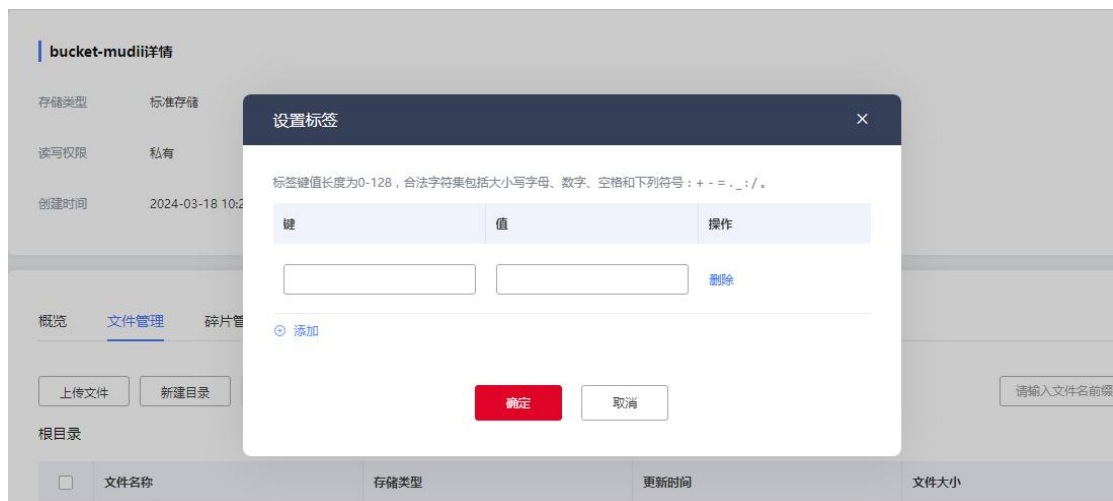 bucket-mudii详情
存储类型 标准存储
读写权限 私有
创建时间 2024-03-18 10:2
设置标签
标签键值长度为0-128，合法字符集包括大小写字母、数字、空格和下列符号：+ - = . _ : / 。
键 值 操作
删除
添加
确定 取消
概览 文件管理 碎片管
上传文件 新建目录 请输入文件名前缀
根目录
文件名称 存储类型 更新时间 文件大小